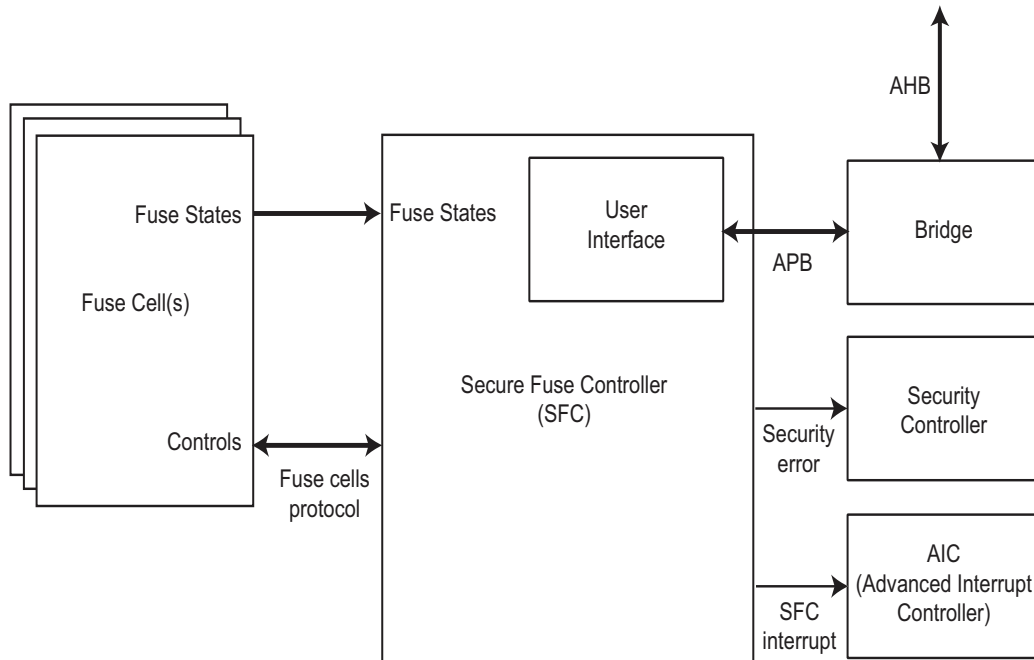 AHB
Fuse States
Fuse Cell(s)
Controls
Fuse cells
protocol
Fuse States
User
Interface
Secure Fuse Controller
(SFC)
APB
Bridge
Security
error
Security
Controller
SFC
interrupt
AIC
(Advanced Interrupt
Controller)